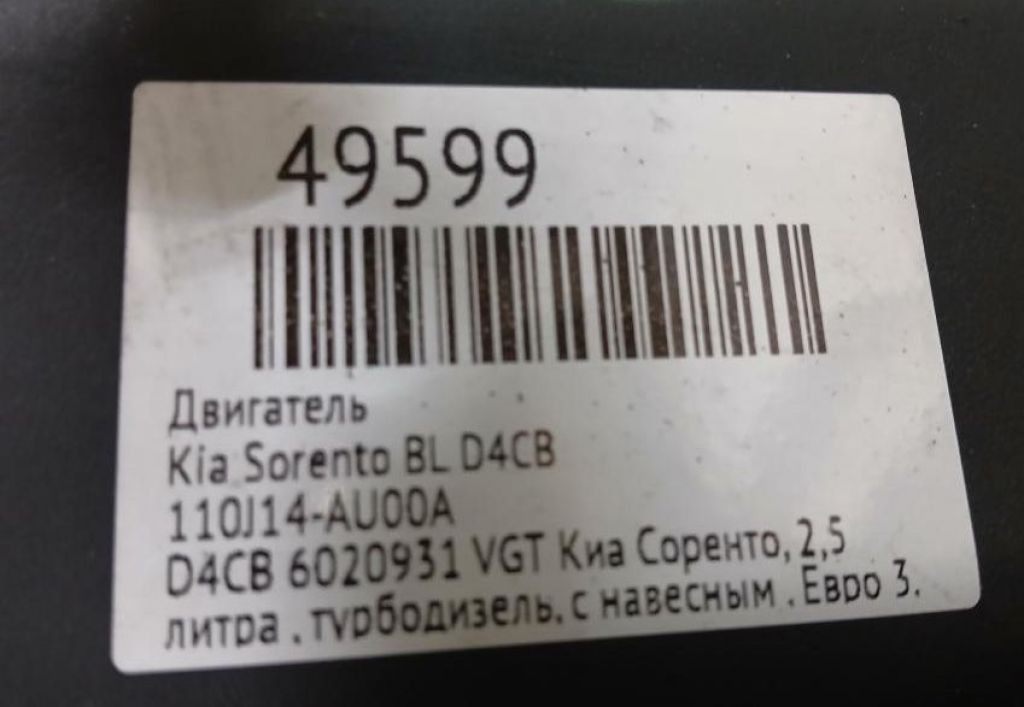 49599
Двигатель
Kia Sorento BL D4CB
110J14-AU00A
D4CB 6020931 VGT Киа Соренто, 2,5
литра , турбодизель, с навесным , Евро 3,